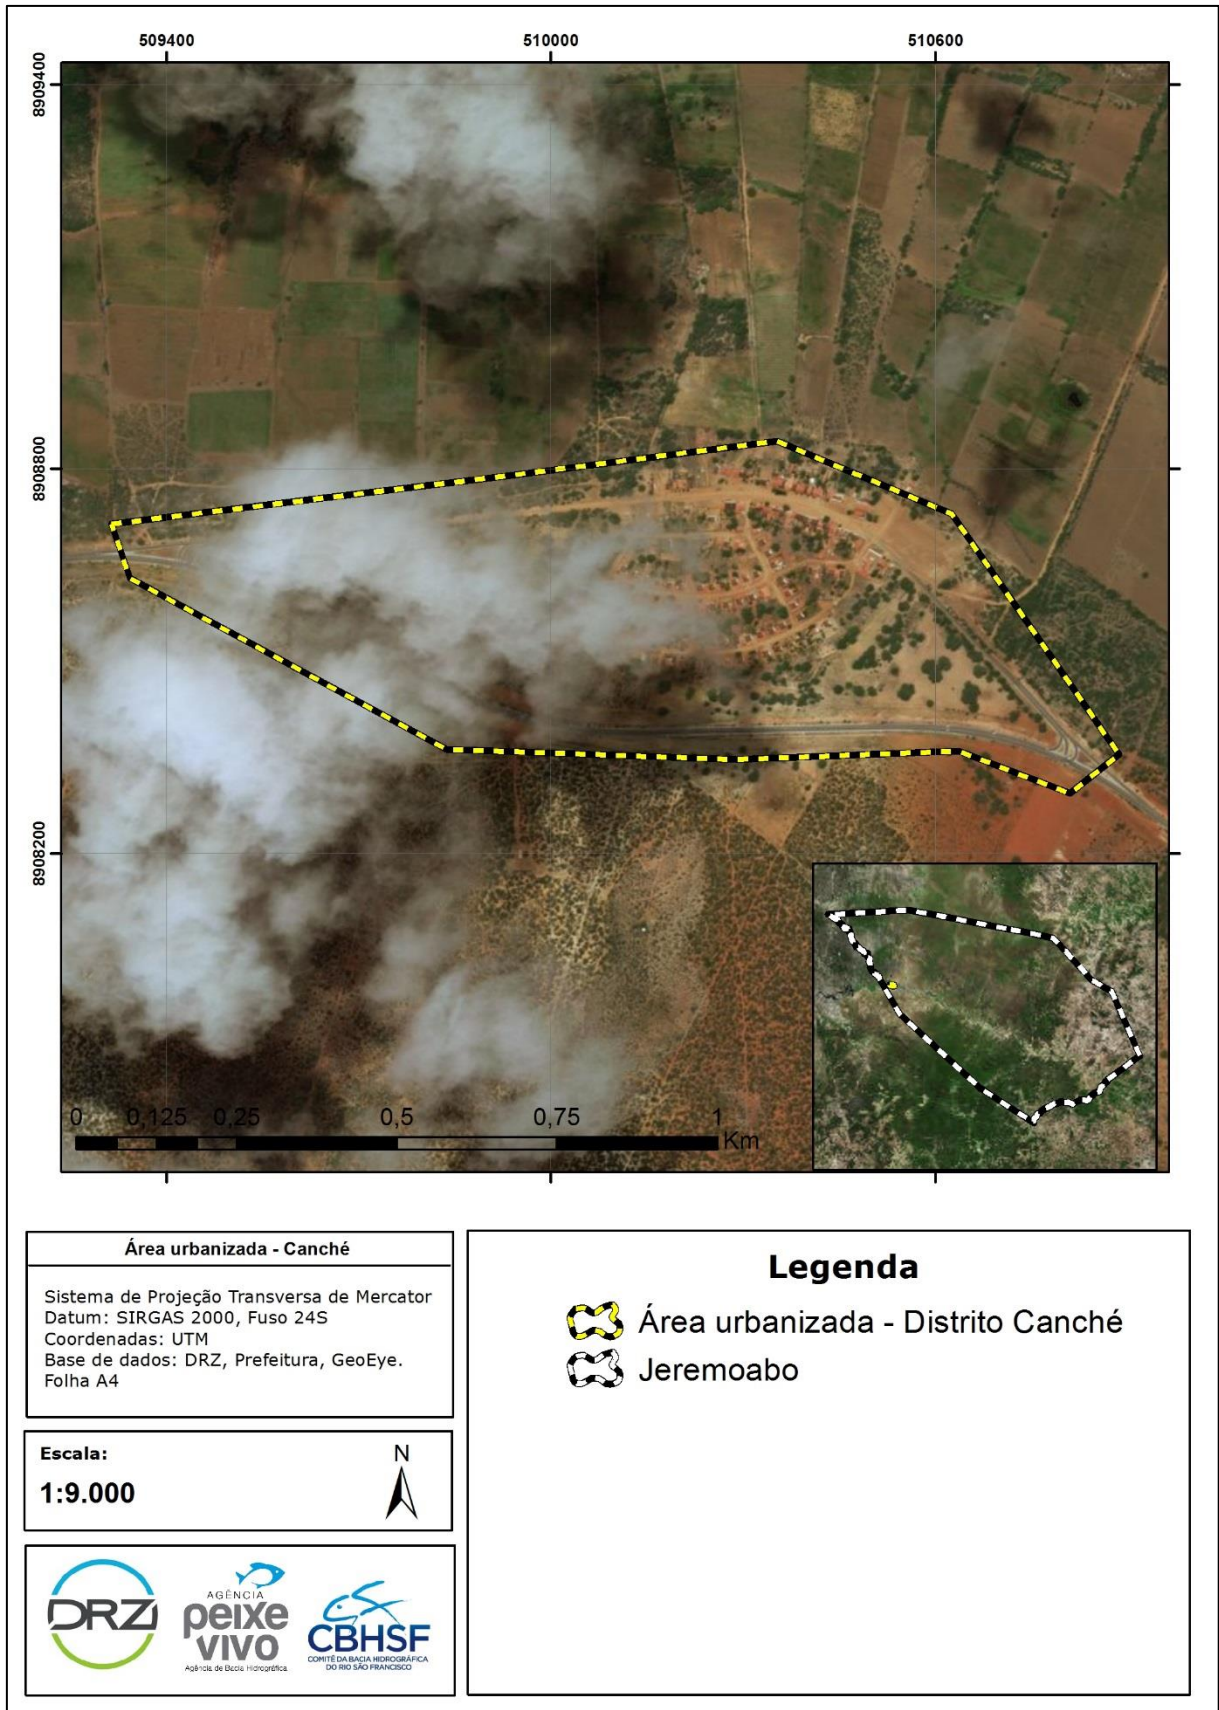 509400 510000 510600
8909400
8908800
8908200
0 0,125 0,25 0,5 0,75 1
Km
Área urbanizada - Canché
Sistema de Projeção Transversa de Mercator
Datum: SIRGAS 2000, Fuso 24S
Coordenadas: UTM
Base de dados: DRZ, Prefeitura, GeoEye.
Folha A4
Escala:
1:9.000
N
DRZ
AGÊNCIA
peixe
vivo
Agência de Bacia Hidrográfica
CBHSF
COMITÊ DA BACIA HIDROGRÁFICA
DO RIO SÃO FRANCISCO
Legenda
Área urbanizada - Distrito Canché
Jeremoabo